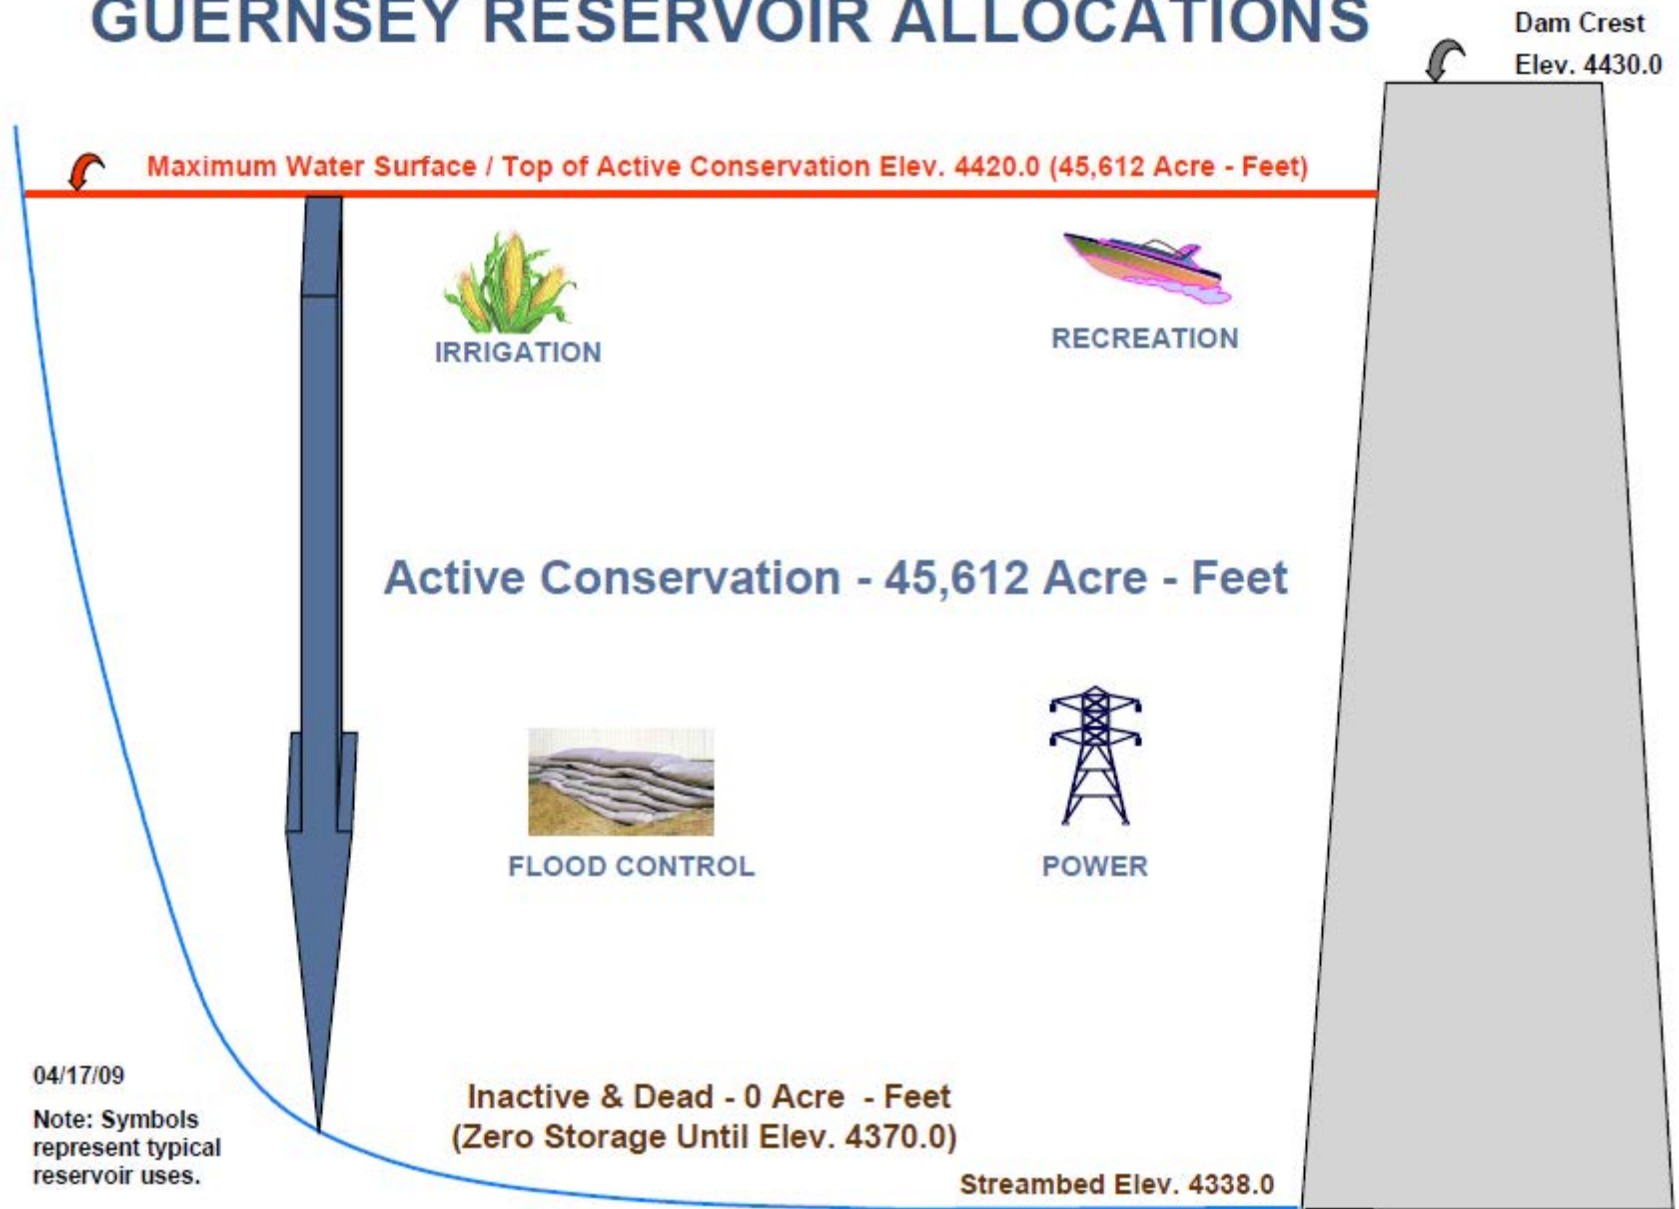 GUERNSEY RESERVOIR ALLOCATIONS
Dam Crest
Elev. 4430.0
Maximum Water Surface / Top of Active Conservation Elev. 4420.0 (45,612 Acre - Feet)
IRRIGATION
RECREATION
Active Conservation - 45,612 Acre - Feet
FLOOD CONTROL
POWER
04/17/09
Note: Symbols
represent typical
reservoir uses.
Inactive & Dead - 0 Acre - Feet
(Zero Storage Until Elev. 4370.0)
Streambed Elev. 4338.0